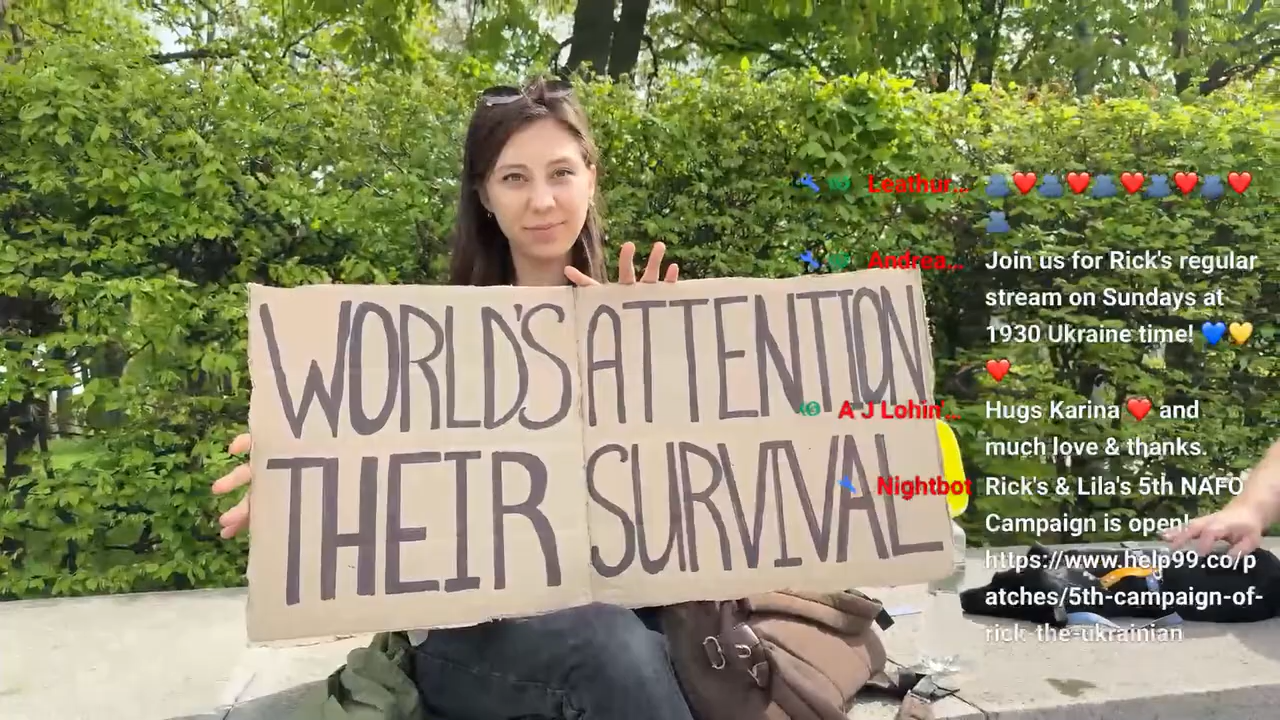 WORLD'S ATTENTION
THEIR SURVIVAL
Leathur...
Andrea... Join us for Rick's regular
stream on Sundays at
1930 Ukraine time! 💙💛
❤️
A J Lohin'... Hugs Karina ❤️ and
much love & thanks.
Nightbot Rick's & Lila's 5th NAFO
Campaign is open!
https://www.help99.co/p
atches/5th-campaign-of-
rick-the-ukrainian